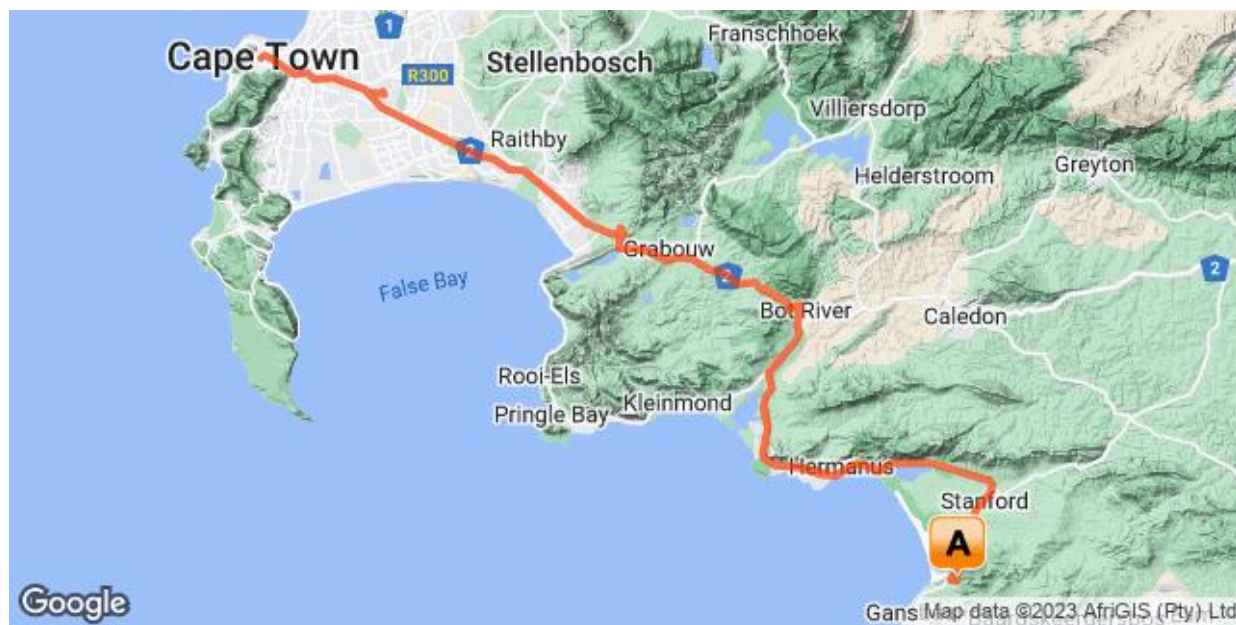 Cape Town
1
R300
Stellenbosch
Franschhoek
Villiersdorp
Raithby
2
Greyton
Helderstroom
Grabouw
2
2
False Bay
Bot River
Caledon
Rooi-Els
Kleinmond
Pringle Bay
Hermanus
Stanford
A
Google
Gans
Map data ©2023 AfriGIS (Pty) Ltd